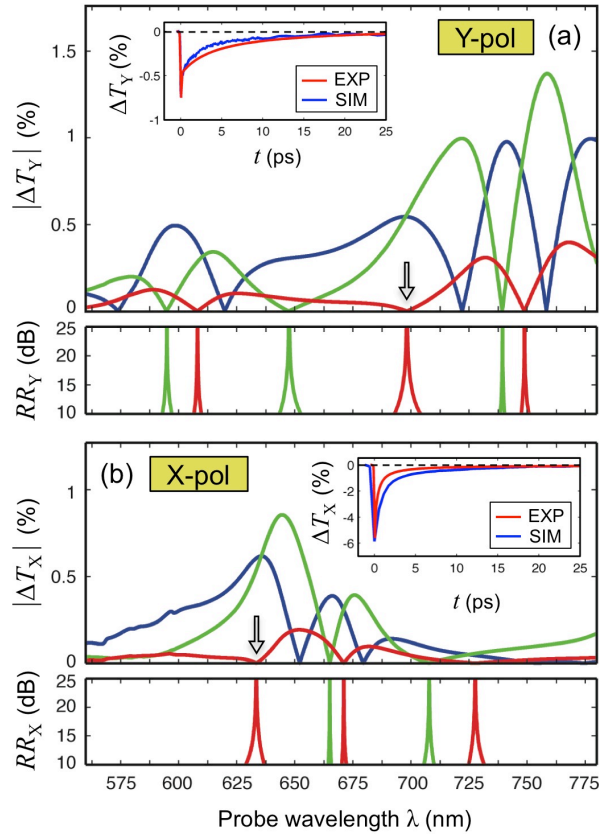 Y-pol (a)
|ΔT_Y| (%)
1.5
1
0.5
0
ΔT_Y (%)
0
-0.5
-1
EXP
SIM
0 5 10 15 20 25
t (ps)
RR_Y (dB)
25
20
15
10
(b) X-pol
|ΔT_X| (%)
1
0.5
0
ΔT_X (%)
0
-2
-4
-6
EXP
SIM
0 5 10 15 20 25
t (ps)
RR_X (dB)
25
20
15
10
575 600 625 650 675 700 725 750 775
Probe wavelength λ (nm)